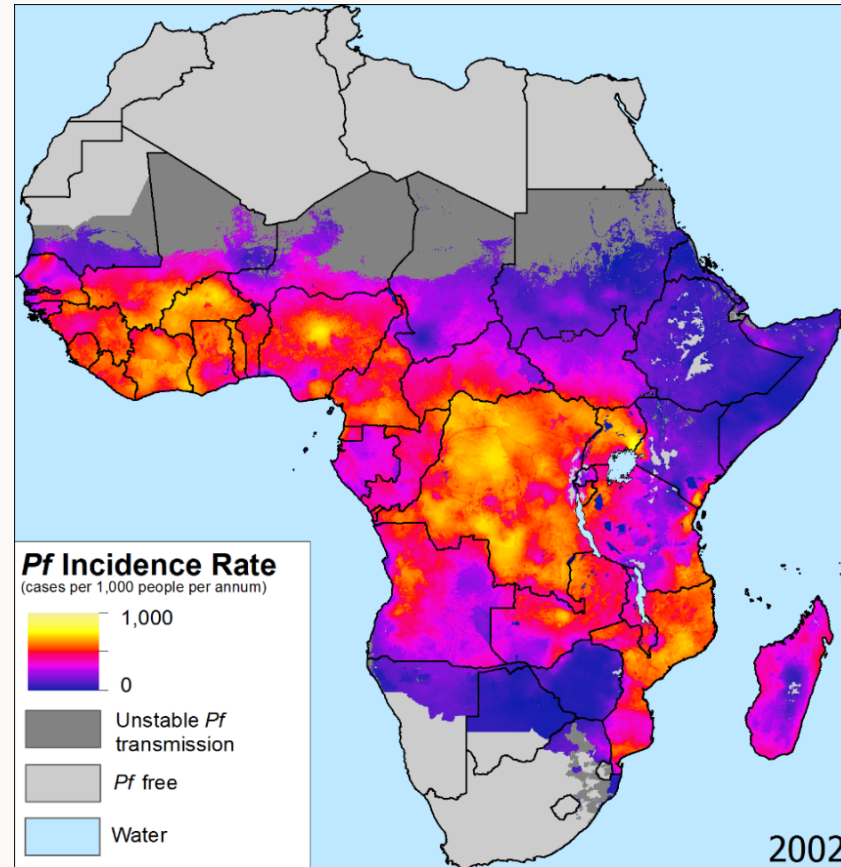 Pf Incidence Rate
(cases per 1,000 people per annum)
1,000
0
Unstable Pf
transmission
Pf free
Water
2002